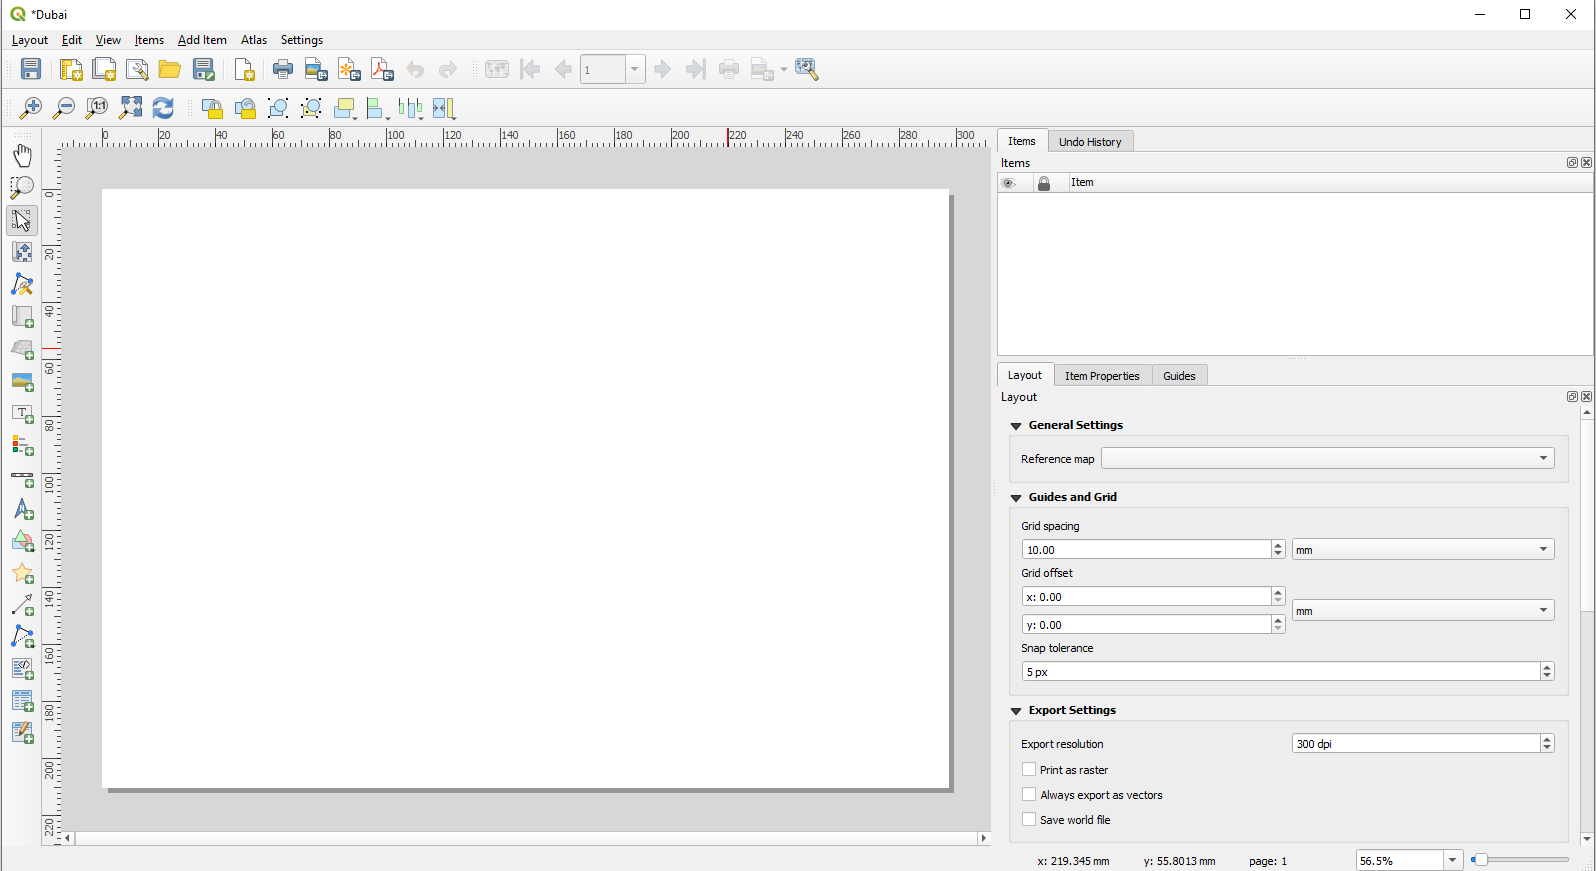 *Dubai
Layout Edit View Items Add Item Atlas Settings
1
1:1
0 20 40 60 80 100 120 140 160 180 200 220 240 260 280 300
0
20
40
60
80
100
120
140
160
180
200
220
T
Items Undo History
Items
Item
Layout Item Properties Guides
Layout
General Settings
Reference map
Guides and Grid
Grid spacing
10.00 mm
Grid offset
x: 0.00
mm
y: 0.00
Snap tolerance
5 px
Export Settings
Export resolution 300 dpi
Print as raster
Always export as vectors
Save world file
x: 219.345 mm y: 55.8013 mm page: 1 56.5%